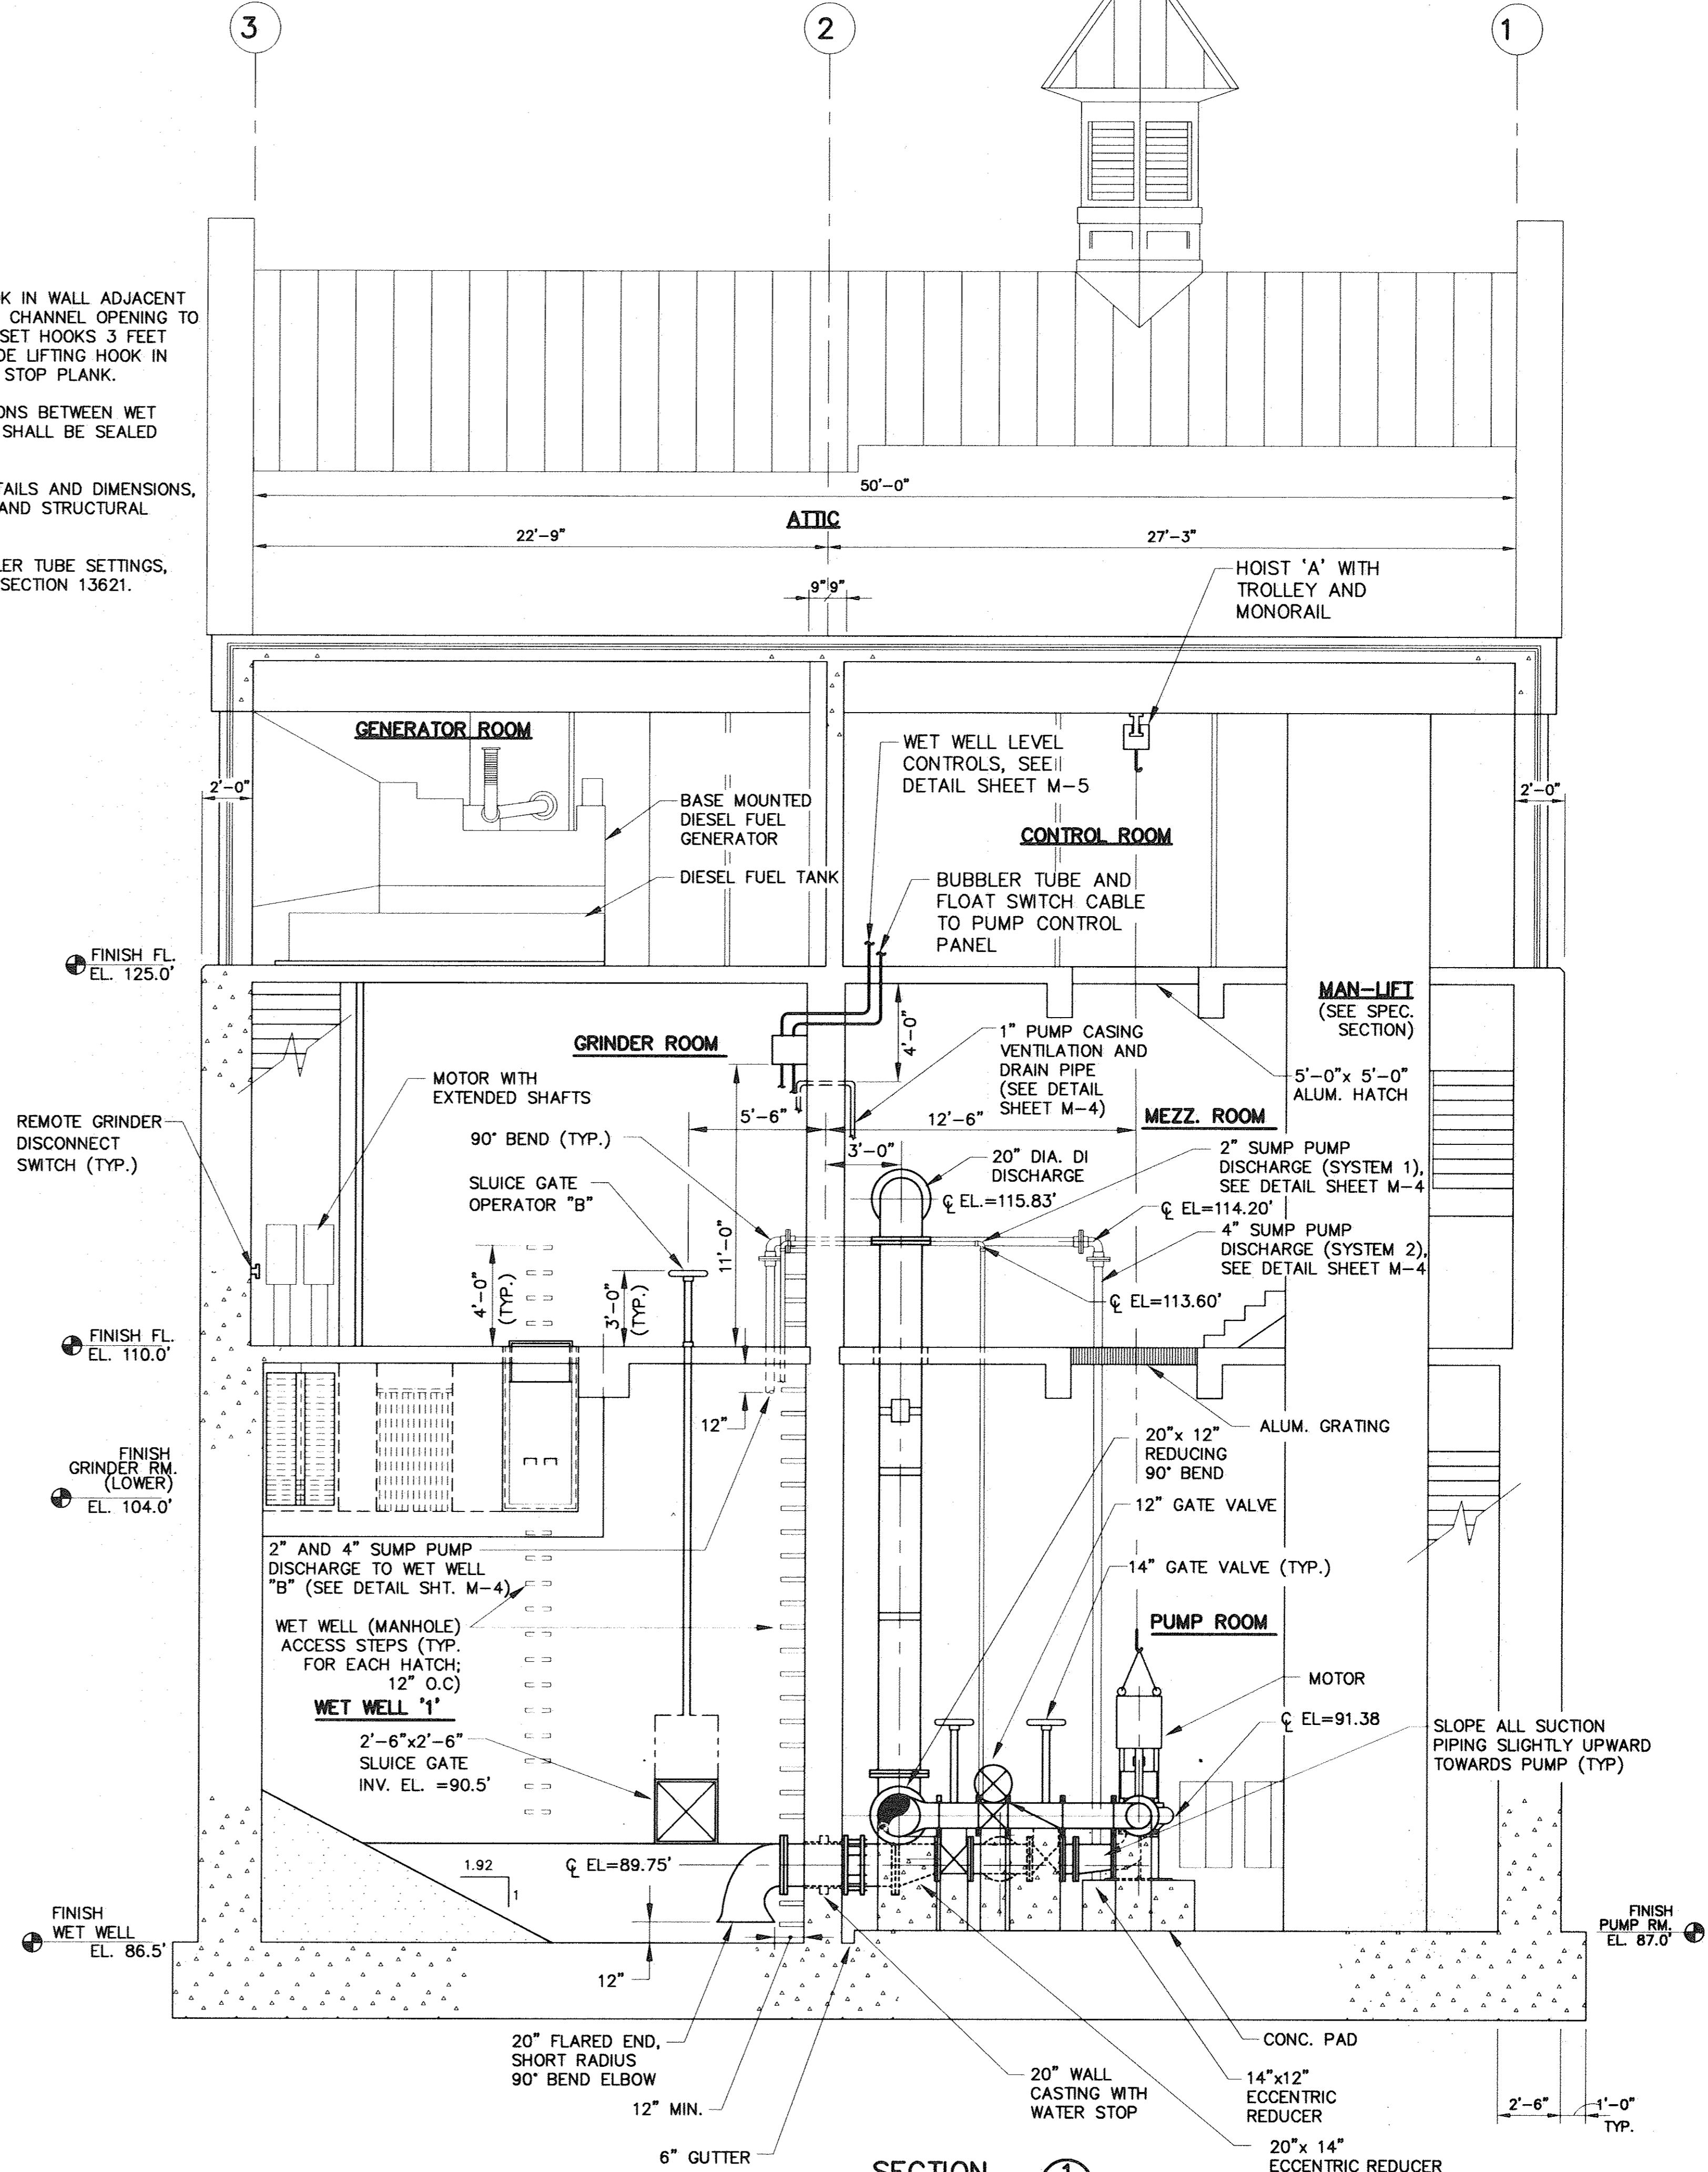 3
2
1
K IN WALL ADJACENT
CHANNEL OPENING TO
SET HOOKS 3 FEET
DE LIFTING HOOK IN
STOP PLANK.
ONS BETWEEN WET
SHALL BE SEALED
TAILS AND DIMENSIONS,
AND STRUCTURAL
LER TUBE SETTINGS,
SECTION 13621.
50'-0"
ATTIC
22'-9"
27'-3"
9" 9"
HOIST 'A' WITH
TROLLEY AND
MONORAIL
GENERATOR ROOM
WET WELL LEVEL
CONTROLS, SEE
DETAIL SHEET M-5
2'-0"
2'-0"
BASE MOUNTED
DIESEL FUEL
GENERATOR
CONTROL ROOM
DIESEL FUEL TANK
BUBBLER TUBE AND
FLOAT SWITCH CABLE
TO PUMP CONTROL
PANEL
FINISH FL.
EL. 125.0'
MAN-LIFT
(SEE SPEC.
SECTION)
GRINDER ROOM
4'-0"
1" PUMP CASING
VENTILATION AND
DRAIN PIPE
(SEE DETAIL
SHEET M-4)
5'-0"x 5'-0"
ALUM. HATCH
MOTOR WITH
EXTENDED SHAFTS
REMOTE GRINDER
DISCONNECT
SWITCH (TYP.)
5'-6"
12'-6"
MEZZ. ROOM
90° BEND (TYP.)
3'-0"
20" DIA. DI
DISCHARGE
2" SUMP PUMP
DISCHARGE (SYSTEM 1),
SEE DETAIL SHEET M-4
SLUICE GATE
OPERATOR "B"
℄ EL.=115.83'
℄ EL=114.20'
4" SUMP PUMP
DISCHARGE (SYSTEM 2),
SEE DETAIL SHEET M-4
11'-0"
4'-0"
(TYP.)
3'-0"
(TYP.)
℄ EL=113.60'
FINISH FL.
EL. 110.0'
12"
ALUM. GRATING
20"x 12"
REDUCING
90° BEND
FINISH
GRINDER RM.
(LOWER)
EL. 104.0'
12" GATE VALVE
2" AND 4" SUMP PUMP
DISCHARGE TO WET WELL
"B" (SEE DETAIL SHT. M-4)
14" GATE VALVE (TYP.)
WET WELL (MANHOLE)
ACCESS STEPS (TYP.
FOR EACH HATCH;
12" O.C)
PUMP ROOM
WET WELL '1'
MOTOR
2'-6"x2'-6"
SLUICE GATE
INV. EL. =90.5'
℄ EL=91.38
SLOPE ALL SUCTION
PIPING SLIGHTLY UPWARD
TOWARDS PUMP (TYP)
1.92
1
℄ EL=89.75'
FINISH
WET WELL
EL. 86.5'
FINISH
PUMP RM.
EL. 87.0'
12"
20" FLARED END,
SHORT RADIUS
90° BEND ELBOW
CONC. PAD
12" MIN.
20" WALL
CASTING WITH
WATER STOP
14"x12"
ECCENTRIC
REDUCER
2'-6"
1'-0"
TYP.
6" GUTTER
20"x 14"
ECCENTRIC REDUCER
SECTION
1